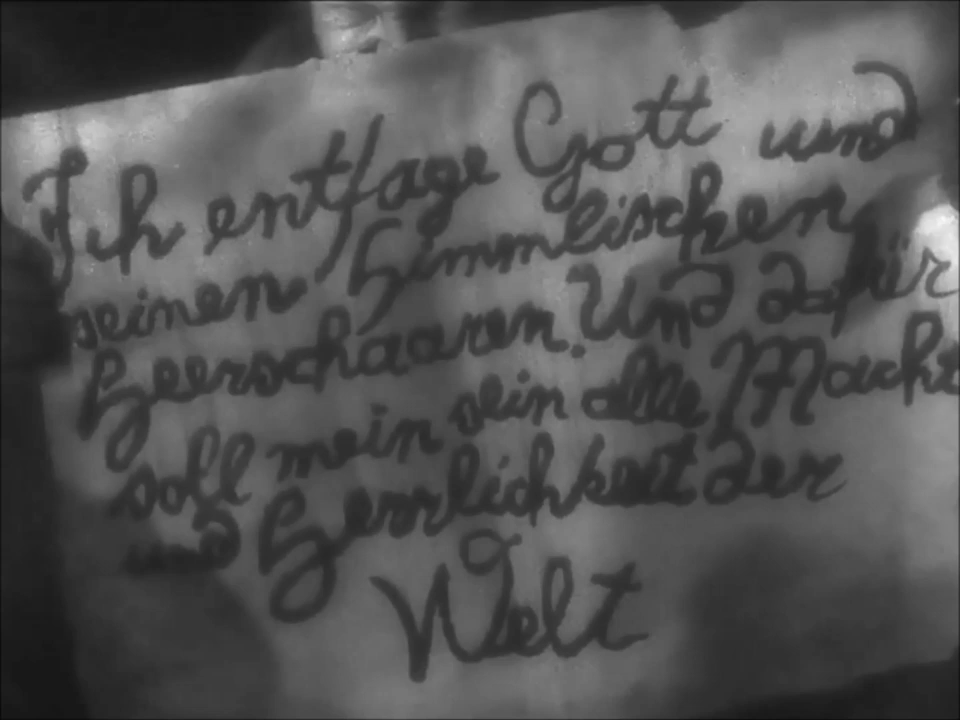 Ich entsage Gott und
seinen himmlischen
Heerschaaren. Und dafür
soll mein sein alle Macht
und Herrlichkeit der
Welt